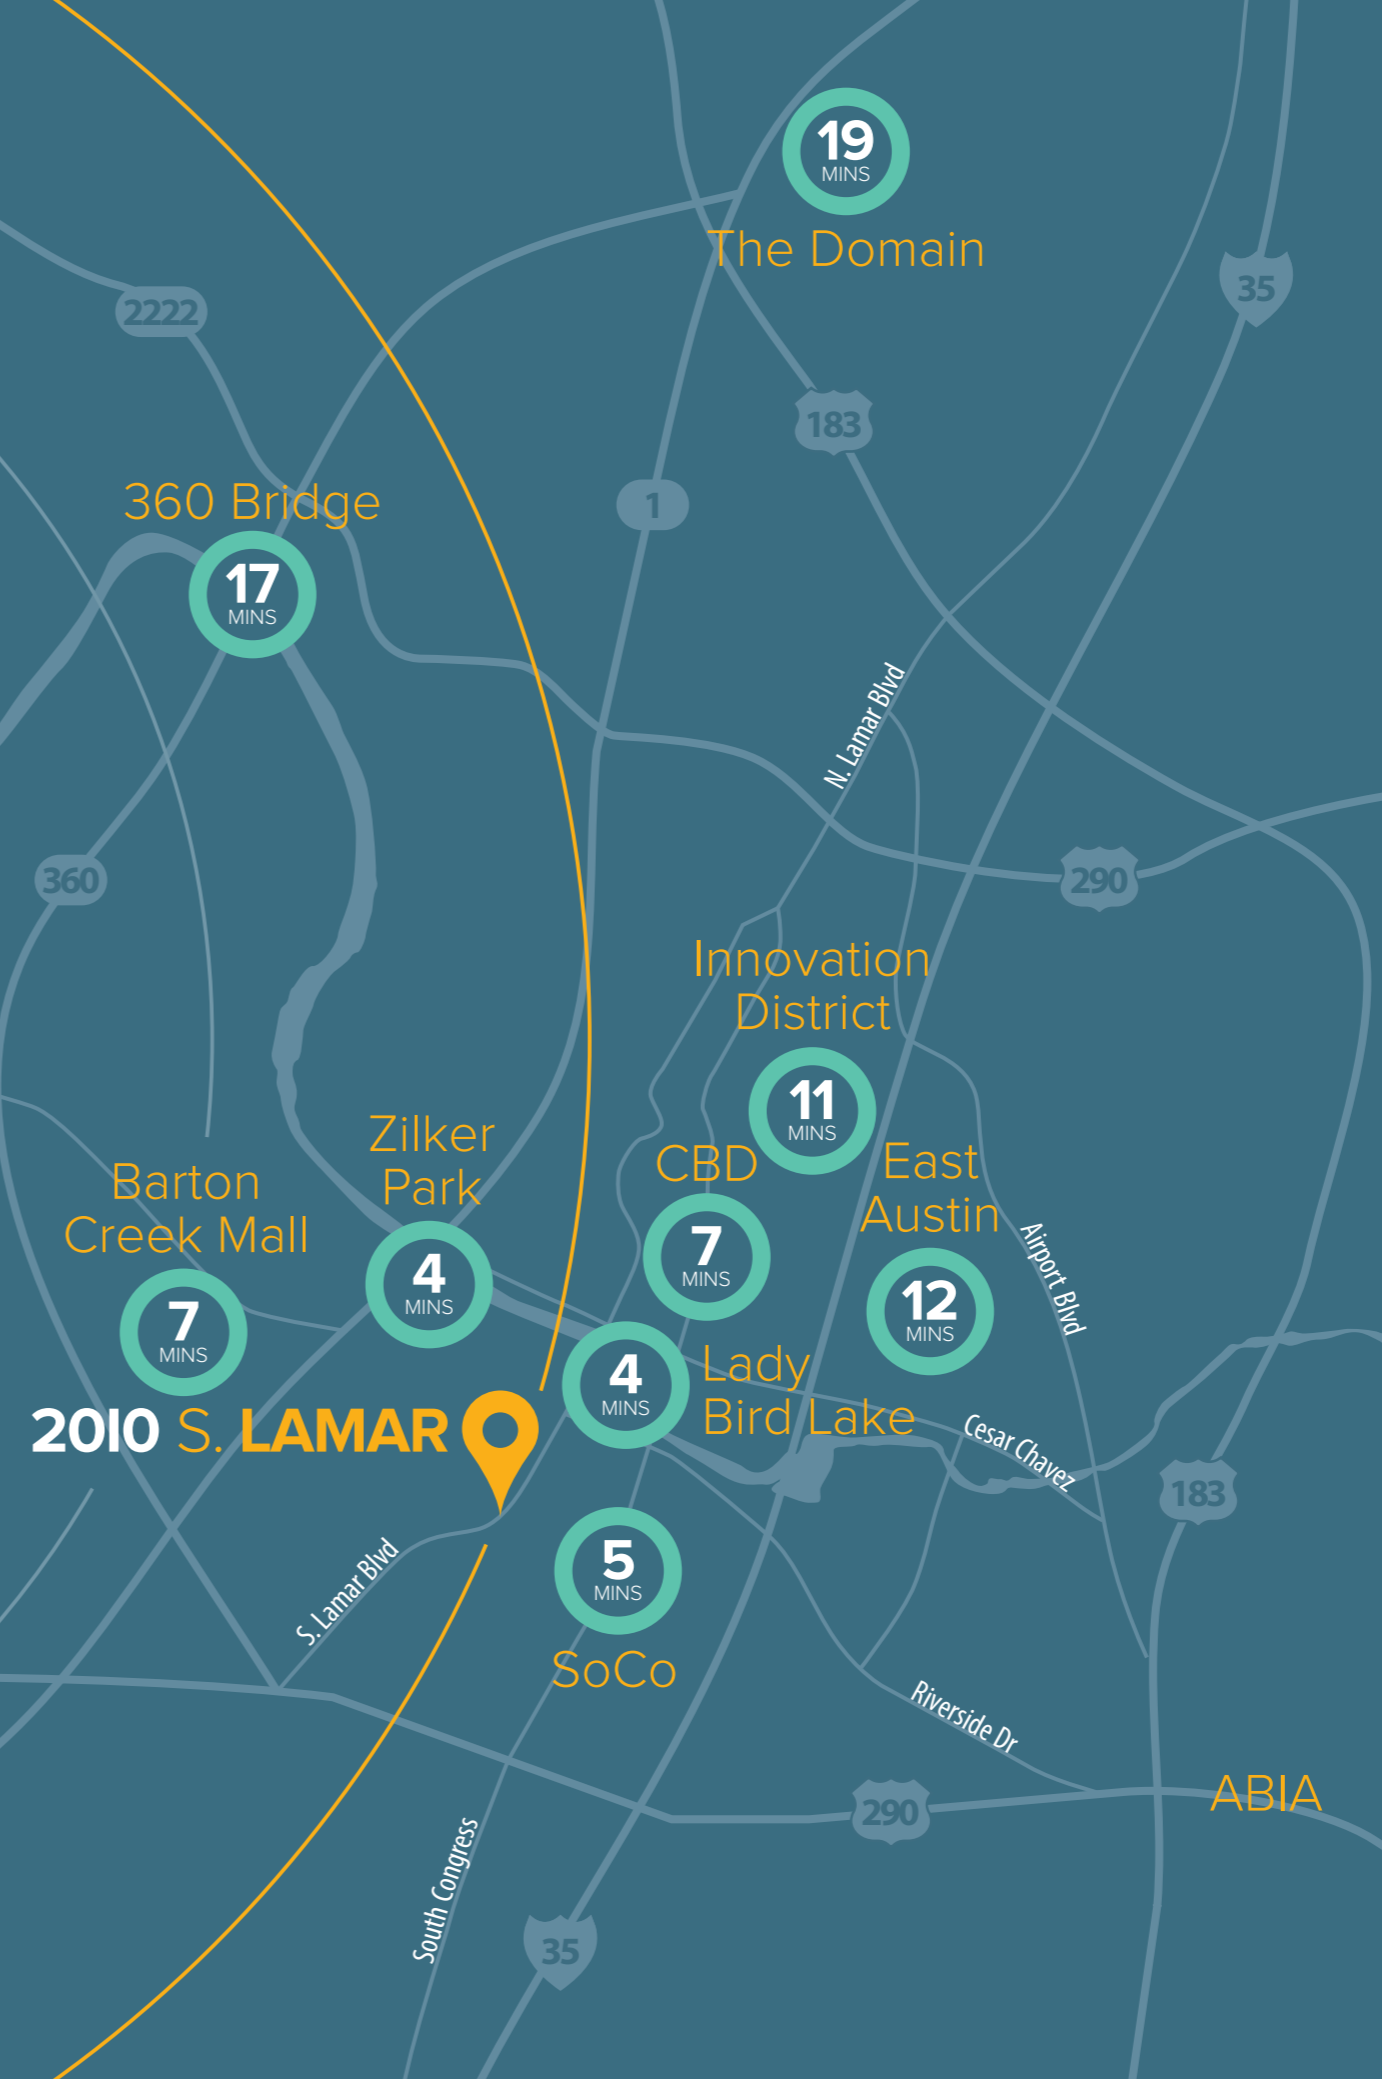 19
MINS
The Domain
35
2222
183
360 Bridge
1
17
MINS
N. Lamar Blvd
360
290
Innovation
District
11
MINS
Zilker
Park
CBD
East
Austin
Barton
Creek Mall
4
MINS
7
MINS
12
MINS
Airport Blvd
7
MINS
4
MINS
Lady
Bird Lake
2010 S. LAMAR
Cesar Chavez
183
S. Lamar Blvd
5
MINS
SoCo
Riverside Dr
ABIA
290
South Congress
35